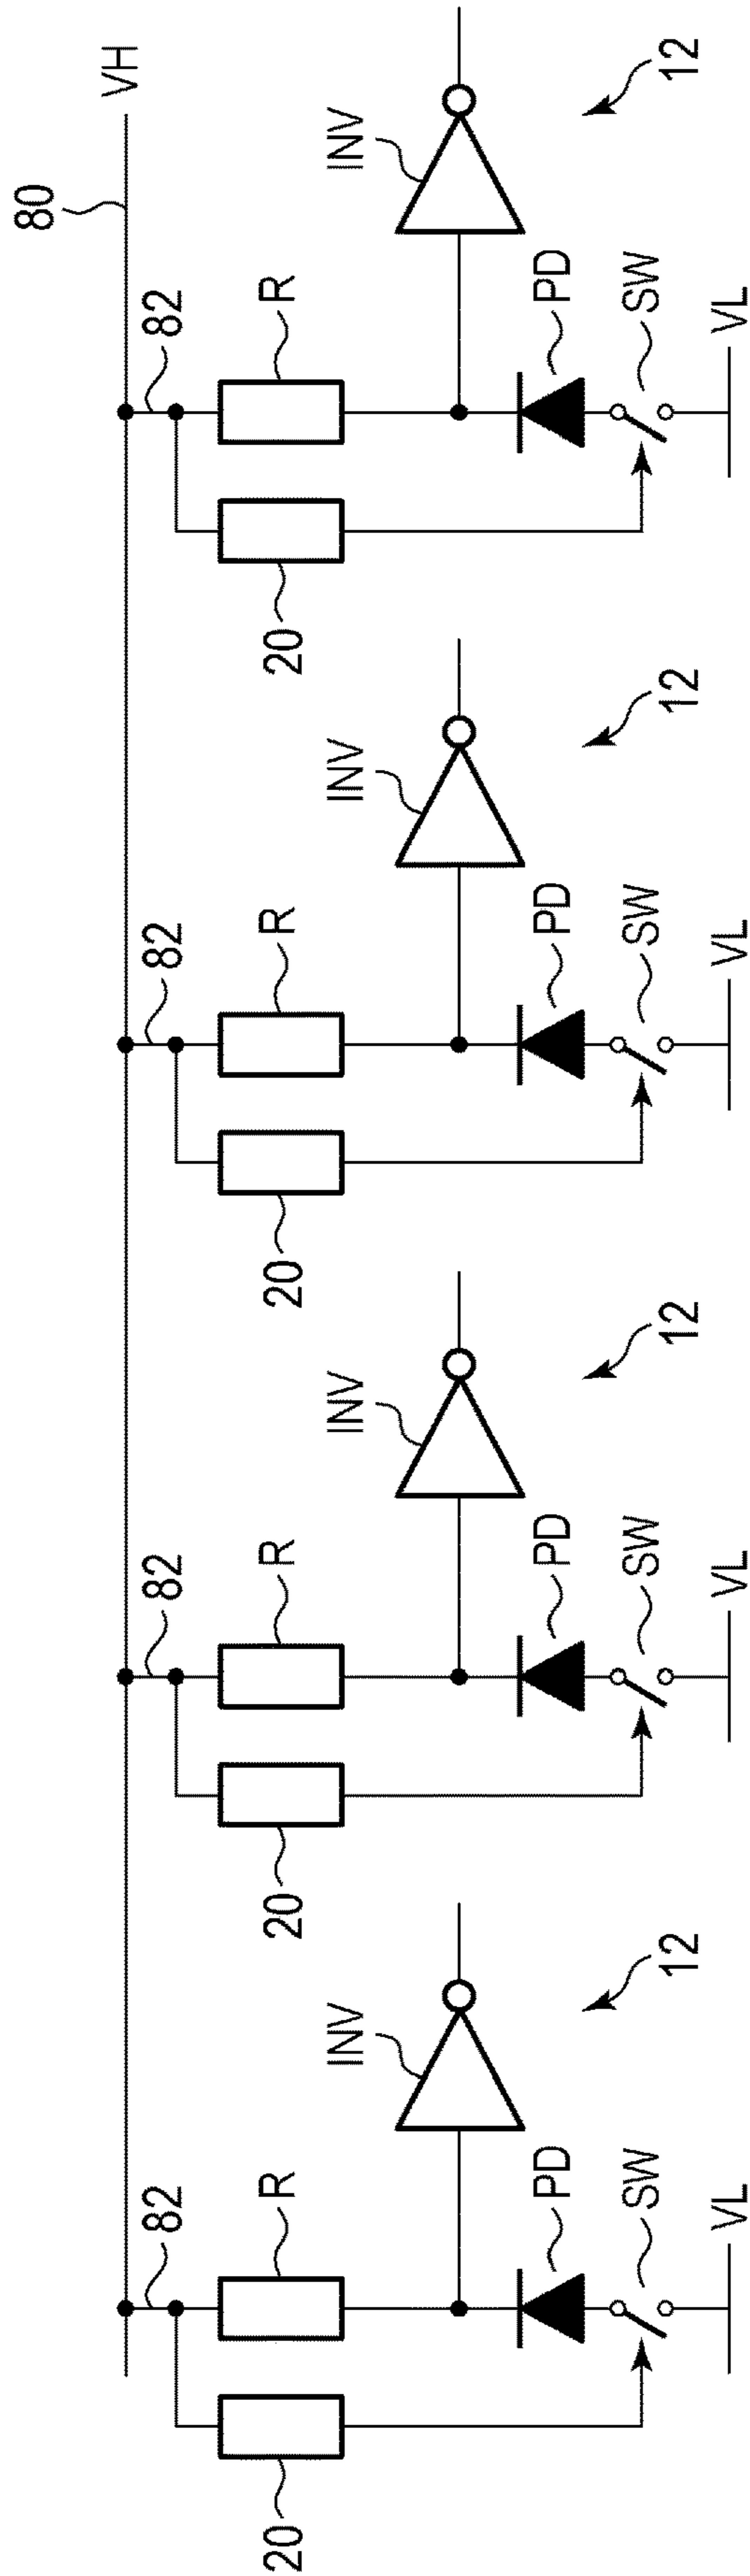 80
VH
82 82 82 82
20 R 20 R 20 R 20 R
INV INV INV INV
PD PD PD PD
SW SW SW SW
12 12 12 12
VL VL VL VL